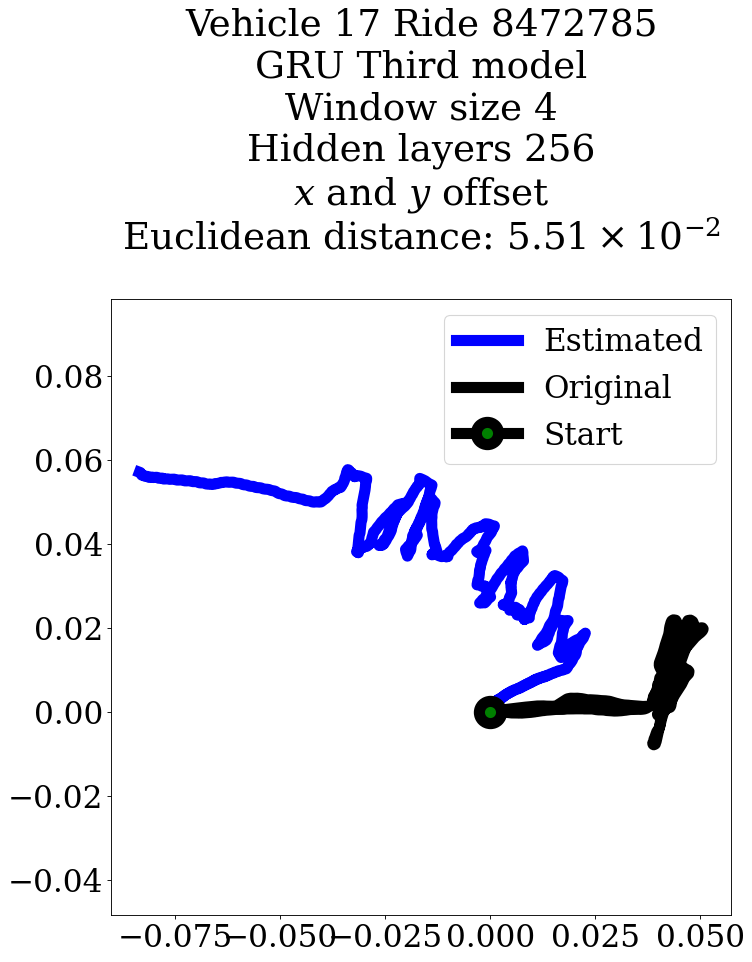 Vehicle 17 Ride 8472785
GRU Third model
Window size 4
Hidden layers 256
x and y offset
Euclidean distance: 5.51 × 10⁻²
Estimated
Original
Start
0.08
0.06
0.04
0.02
0.00
−0.02
−0.04
−0.075 −0.050 −0.025 0.000 0.025 0.050